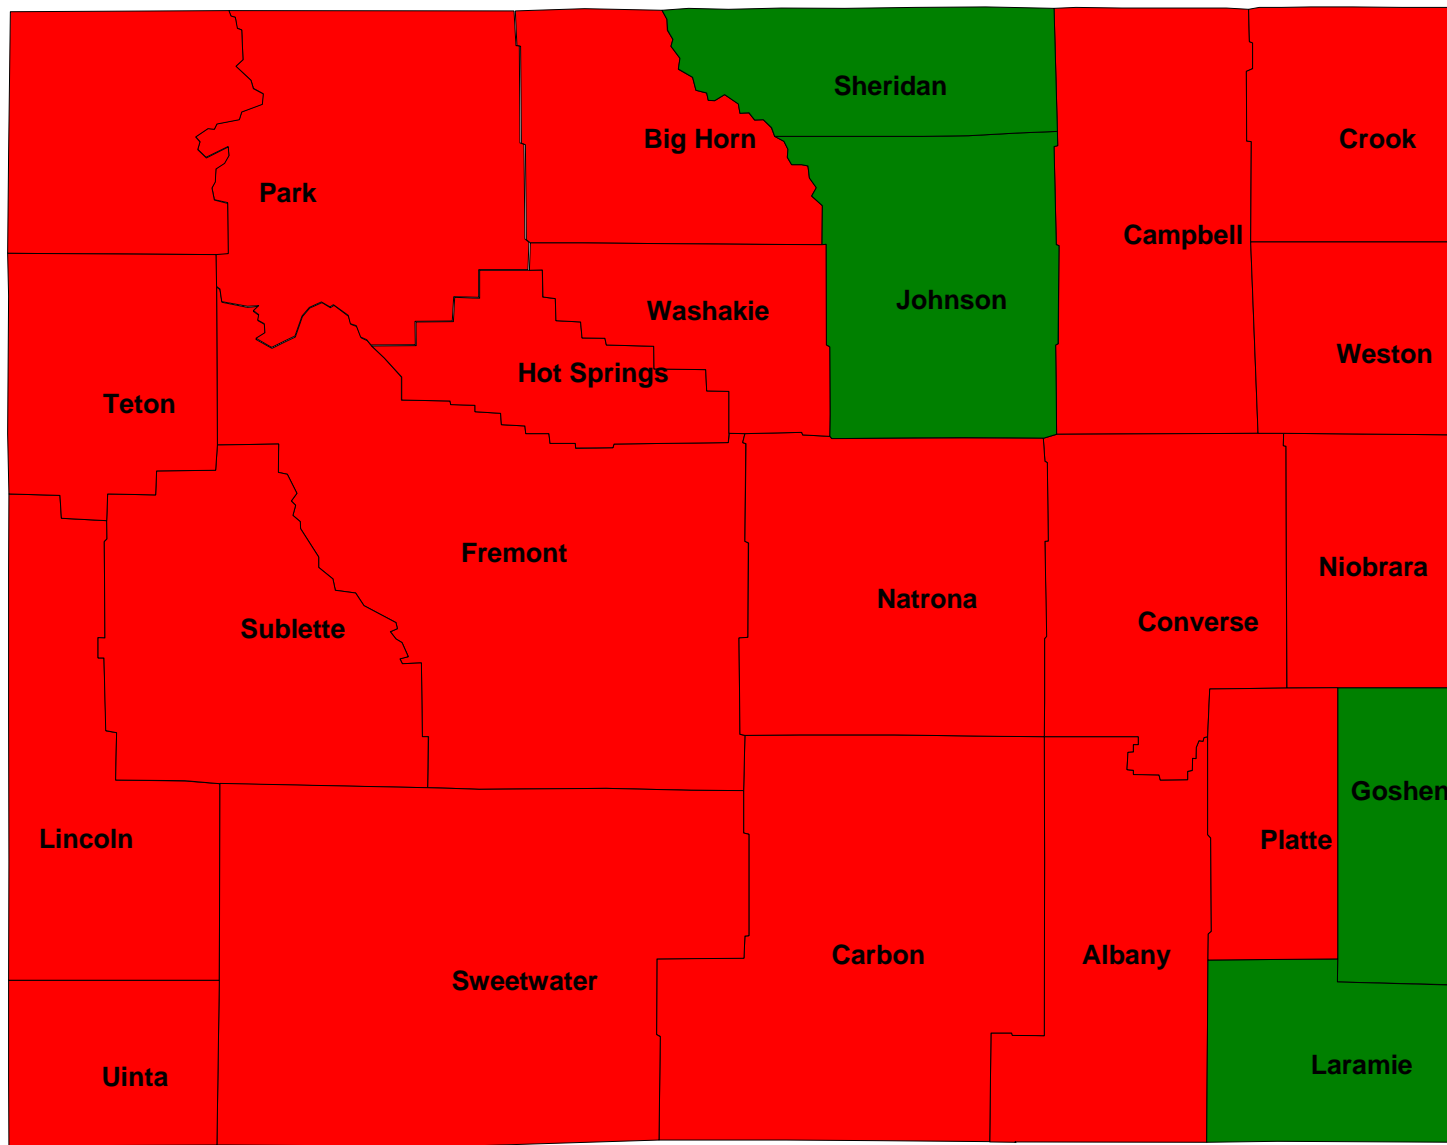 Sheridan
Big Horn
Crook
Park
Campbell
Johnson
Washakie
Weston
Hot Springs
Teton
Fremont
Niobrara
Natrona
Converse
Sublette
Goshen
Lincoln
Platte
Carbon
Albany
Sweetwater
Laramie
Uinta